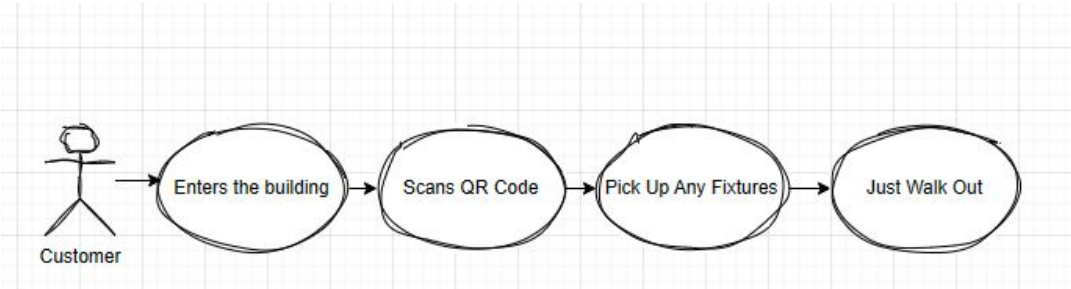 Enters the building
Scans QR Code
Pick Up Any Fixtures
Just Walk Out
Customer